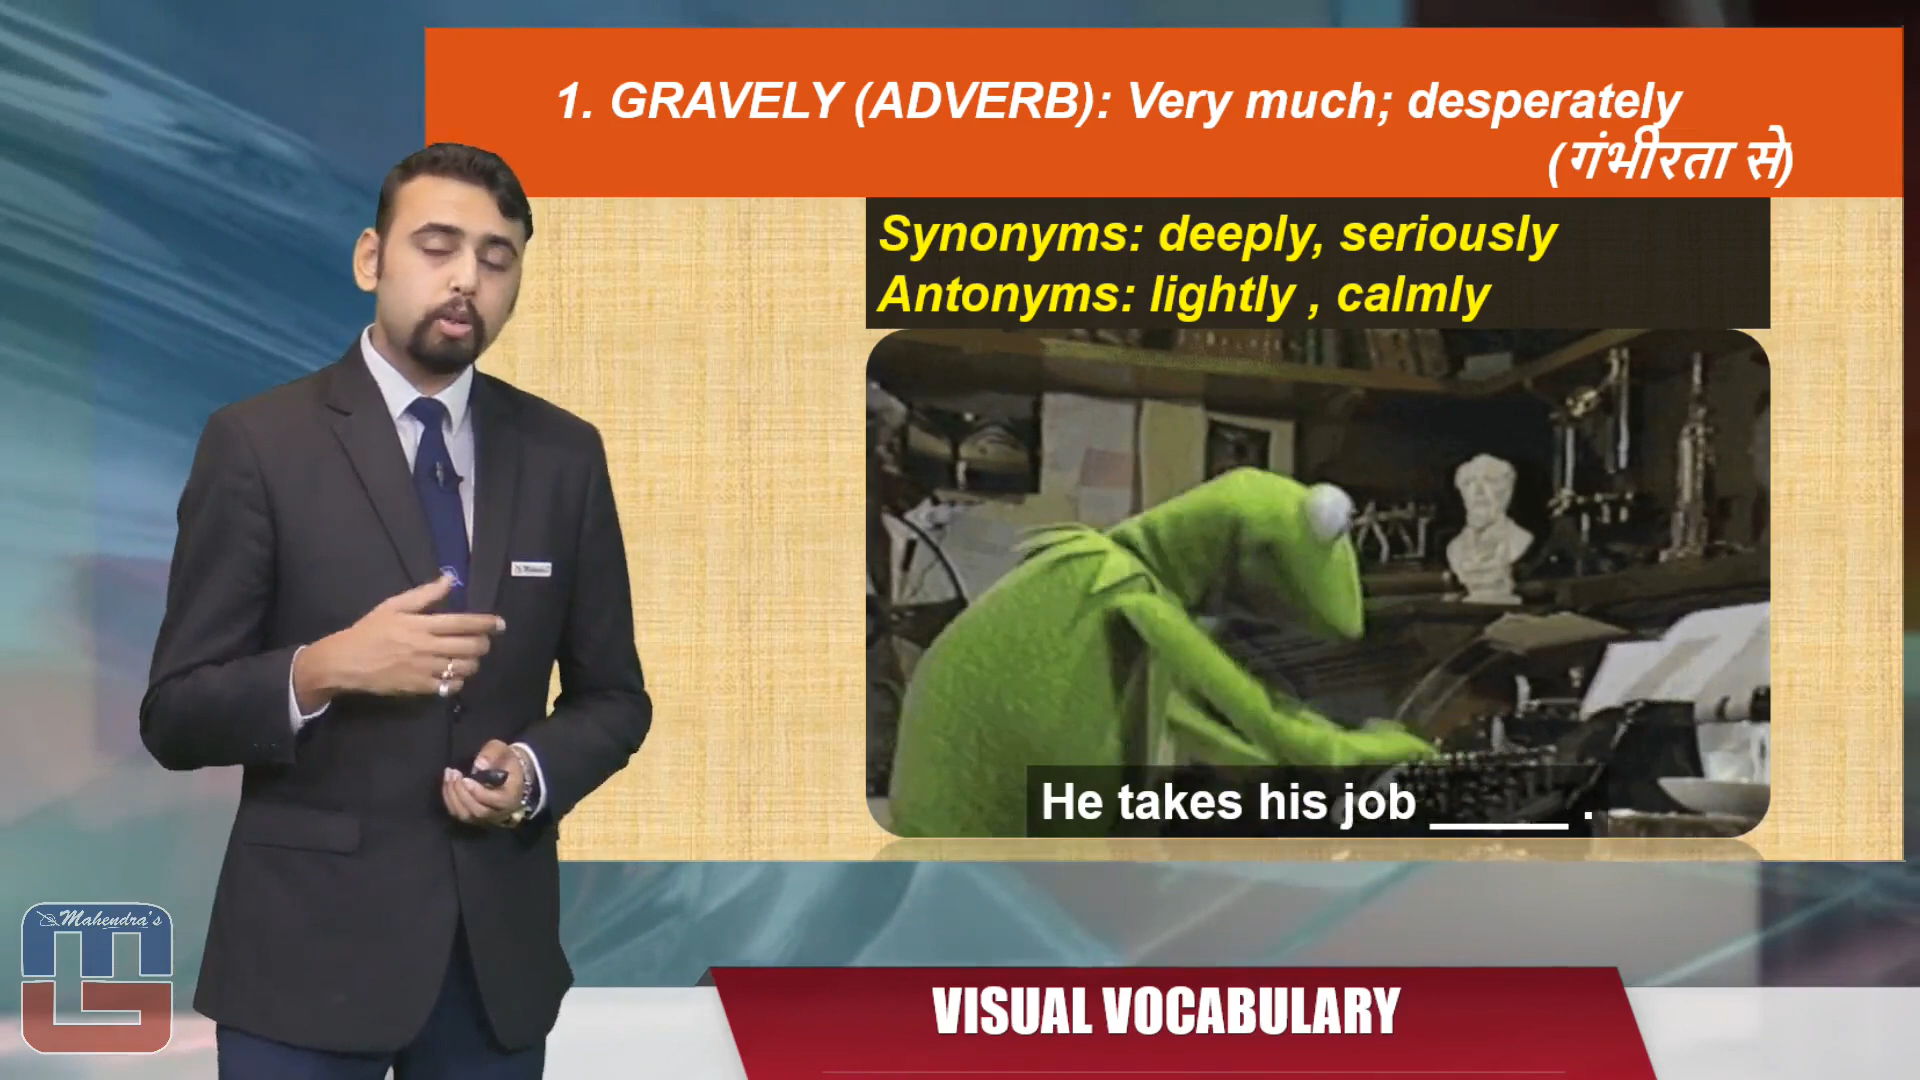 1. GRAVELY (ADVERB): Very much; desperately
(गंभीरता से)
Synonyms: deeply, seriously
Antonyms: lightly , calmly
He takes his job _____ .
Mahendra's
VISUAL VOCABULARY